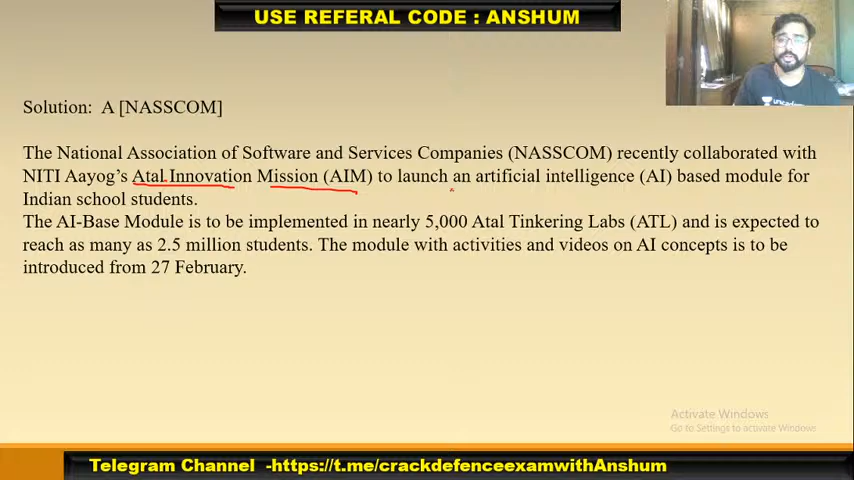 USE REFERAL CODE : ANSHUM
Solution:  A [NASSCOM]
The National Association of Software and Services Companies (NASSCOM) recently collaborated with
NITI Aayog's Atal Innovation Mission (AIM) to launch an artificial intelligence (AI) based module for
Indian school students.
The AI-Base Module is to be implemented in nearly 5,000 Atal Tinkering Labs (ATL) and is expected to
reach as many as 2.5 million students. The module with activities and videos on AI concepts is to be
introduced from 27 February.
Activate Windows
Go to Settings to activate Windows
Telegram Channel  -https://t.me/crackdefenceexamwithAnshum